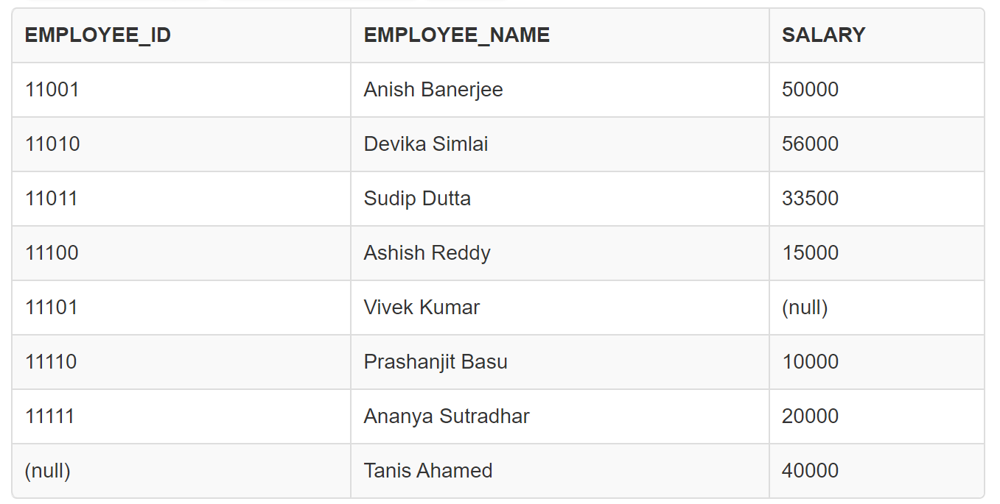 EMPLOYEE_ID EMPLOYEE_NAME SALARY
11001 Anish Banerjee 50000
11010 Devika Simlai 56000
11011 Sudip Dutta 33500
11100 Ashish Reddy 15000
11101 Vivek Kumar (null)
11110 Prashanjit Basu 10000
11111 Ananya Sutradhar 20000
(null) Tanis Ahamed 40000